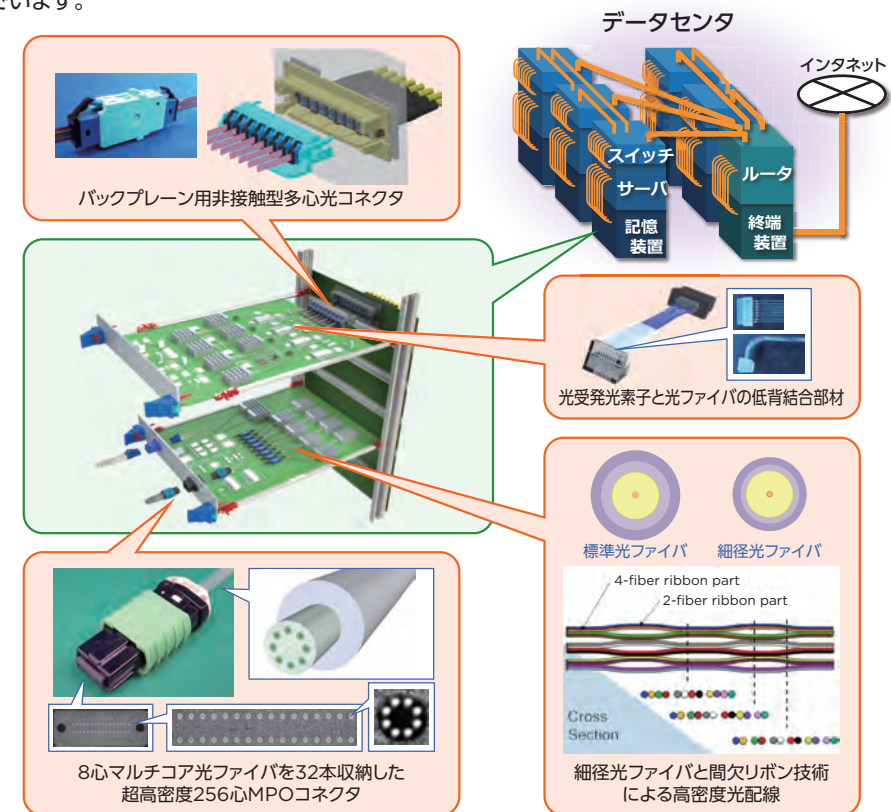 います。
データセンタ
インタネット
スイッチ
サーバ
記憶
装置
ルータ
終端
装置
バックプレーン用非接触型多心光コネクタ
光受発光素子と光ファイバの低背結合部材
標準光ファイバ
細径光ファイバ
4-fiber ribbon part
2-fiber ribbon part
Cross
Section
細径光ファイバと間欠リボン技術
による高密度光配線
8心マルチコア光ファイバを32本収納した
超高密度256心MPOコネクタ